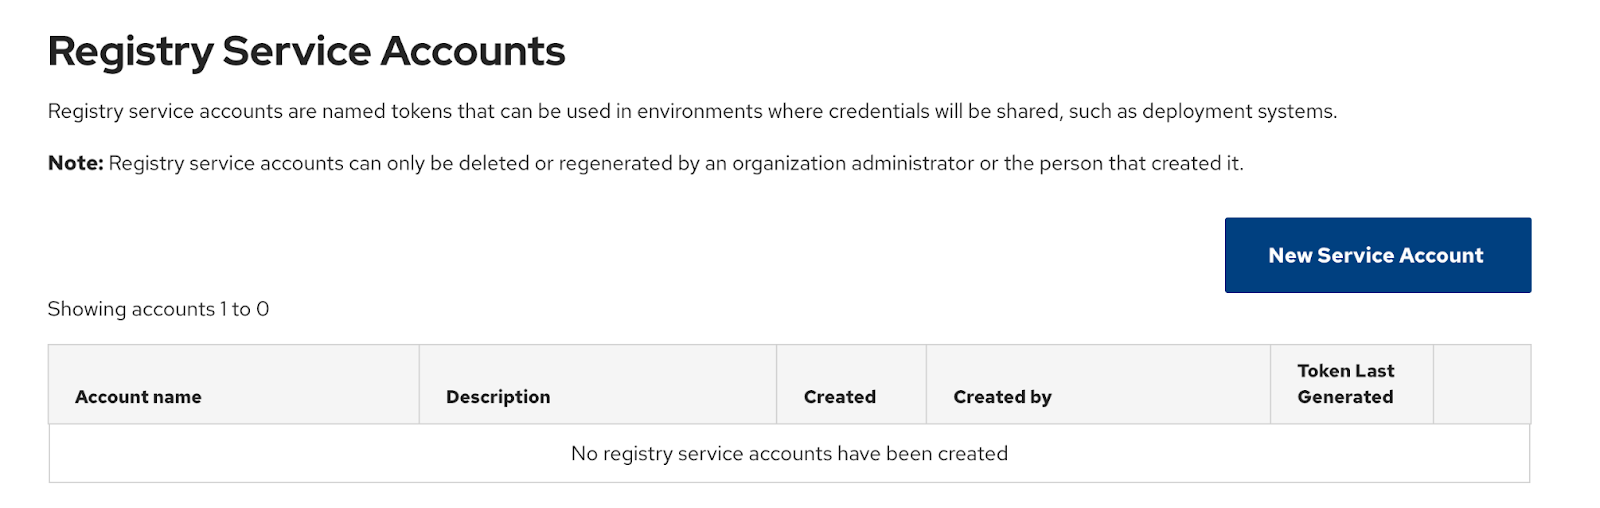 Registry Service Accounts
Registry service accounts are named tokens that can be used in environments where credentials will be shared, such as deployment systems.
Note: Registry service accounts can only be deleted or regenerated by an organization administrator or the person that created it.
New Service Account
Showing accounts 1 to 0
Account name
Description
Created
Created by
Token Last
Generated
No registry service accounts have been created